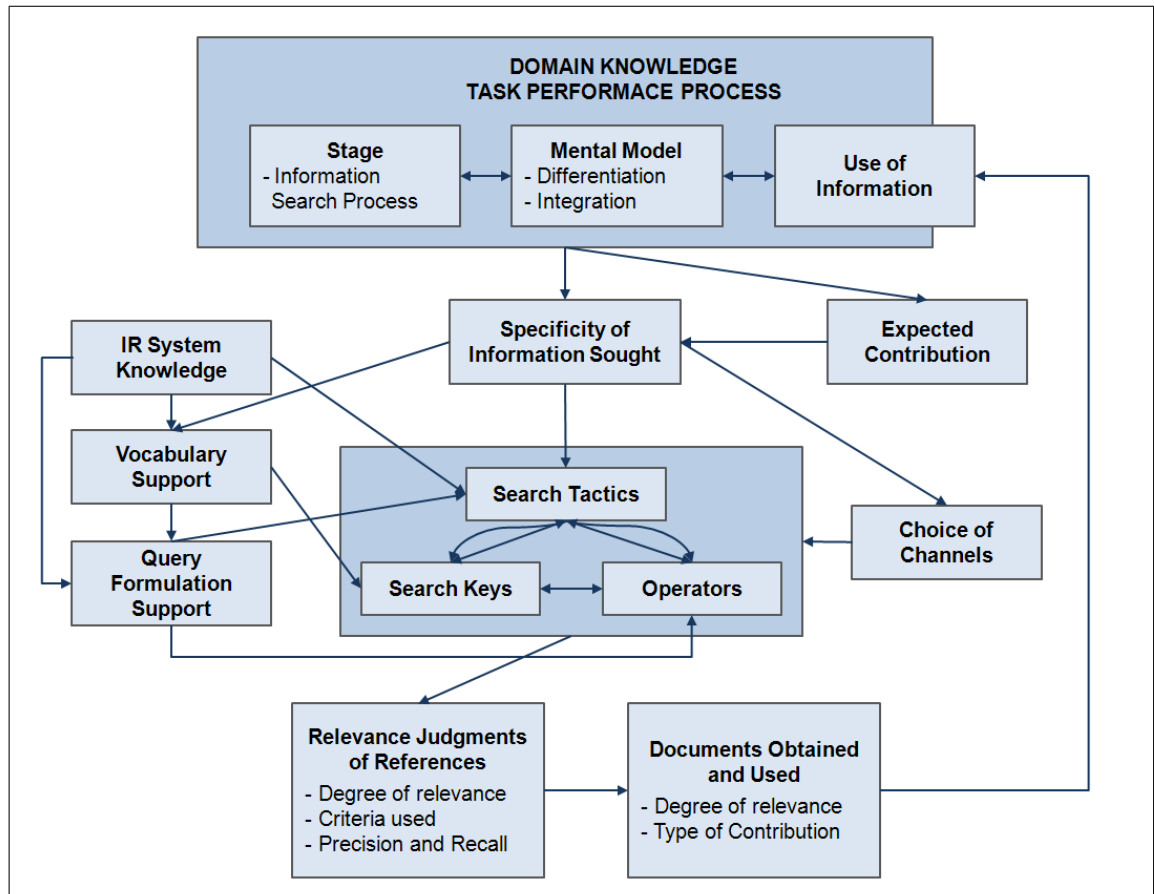 DOMAIN KNOWLEDGE
TASK PERFORMACE PROCESS
Stage
- Information
Search Process
Mental Model
- Differentiation
- Integration
Use of
Information
Specificity of
Information Sought
Expected
Contribution
IR System
Knowledge
Vocabulary
Support
Query
Formulation
Support
Search Tactics
Search Keys
Operators
Choice of
Channels
Relevance Judgments
of References
- Degree of relevance
- Criteria used
- Precision and Recall
Documents Obtained
and Used
- Degree of relevance
- Type of Contribution